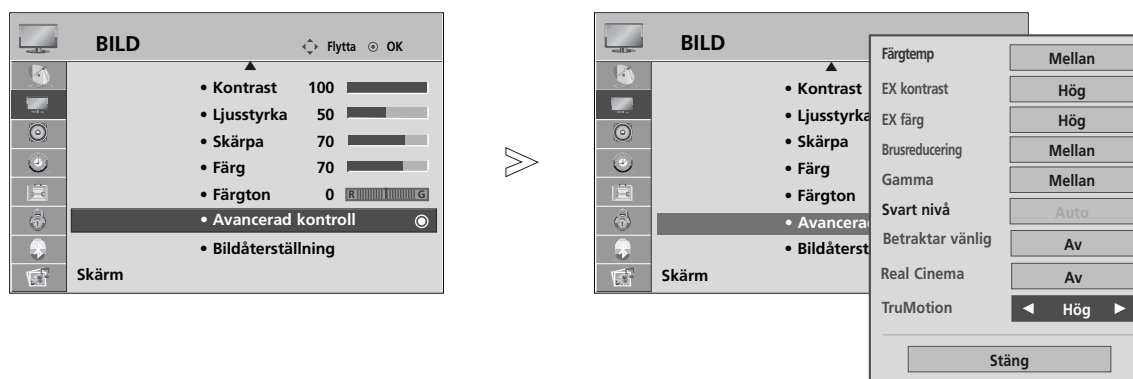 BILD
Flytta OK
• Kontrast 100
• Ljusstyrka 50
• Skärpa 70
• Färg 70
• Färgton 0 R G
• Avancerad kontroll
• Bildåterställning
Skärm
BILD
• Kontrast
• Ljusstyrka
• Skärpa
• Färg
• Färgton
• Avancera
• Bildåterst
Skärm
Färgtemp Mellan
EX kontrast Hög
EX färg Hög
Brusreducering Mellan
Gamma Mellan
Svart nivå Auto
Betraktar vänlig Av
Real Cinema Av
TruMotion ◀ Hög ▶
Stäng